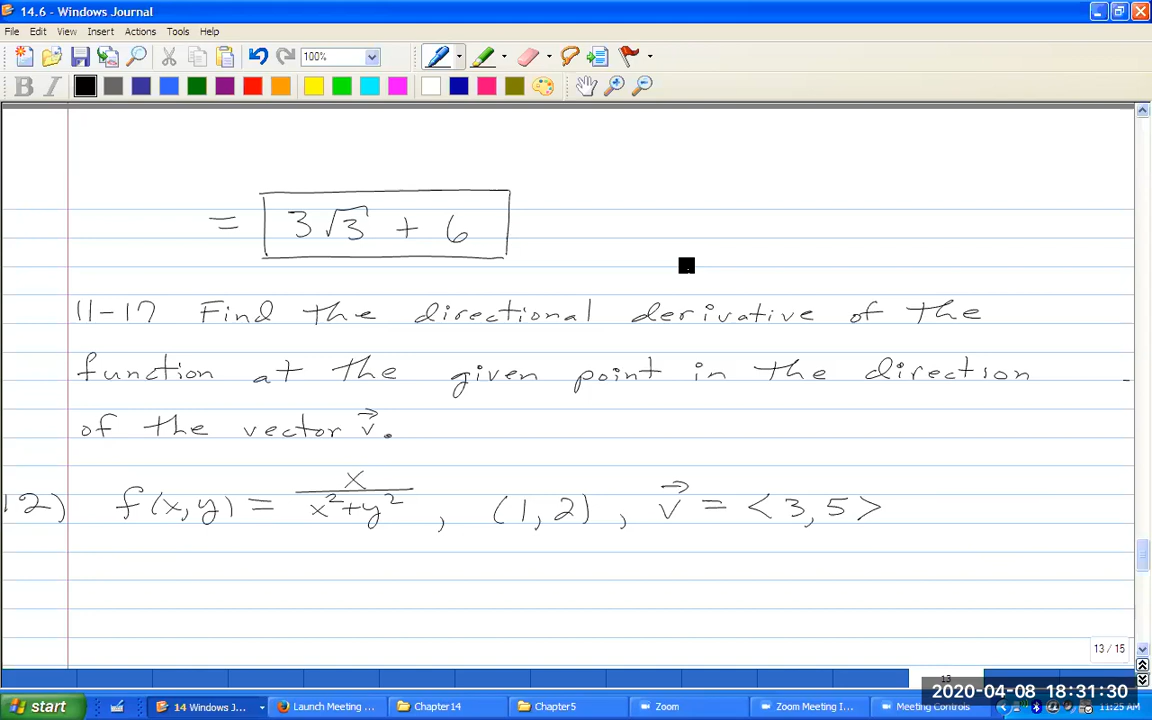 14.6 - Windows Journal
File Edit View Insert Actions Tools Help
100%
= 3√3 + 6
11-17 Find the directional derivative of the
function at the given point in the direction
of the vector v⃗.
12) f(x,y) = x/(x²+y²) , (1,2) , v⃗ = <3,5>
13 / 15
13
2020-04-08 18:31:30
start 14 Windows J... Launch Meeting ... Chapter14 Chapter5 Zoom Zoom Meeting I... Meeting Controls 11:25 AM